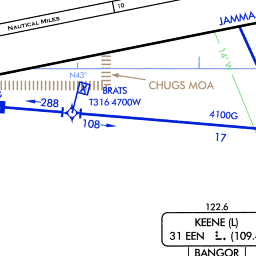 10
NAUTICAL MILES
JAMMA
14°W
N43°
CHUGS MOA
BRATS
T316 4700W
288
108
4100G
17
122.6
KEENE (L)
31 EEN (109.4
BANGOR